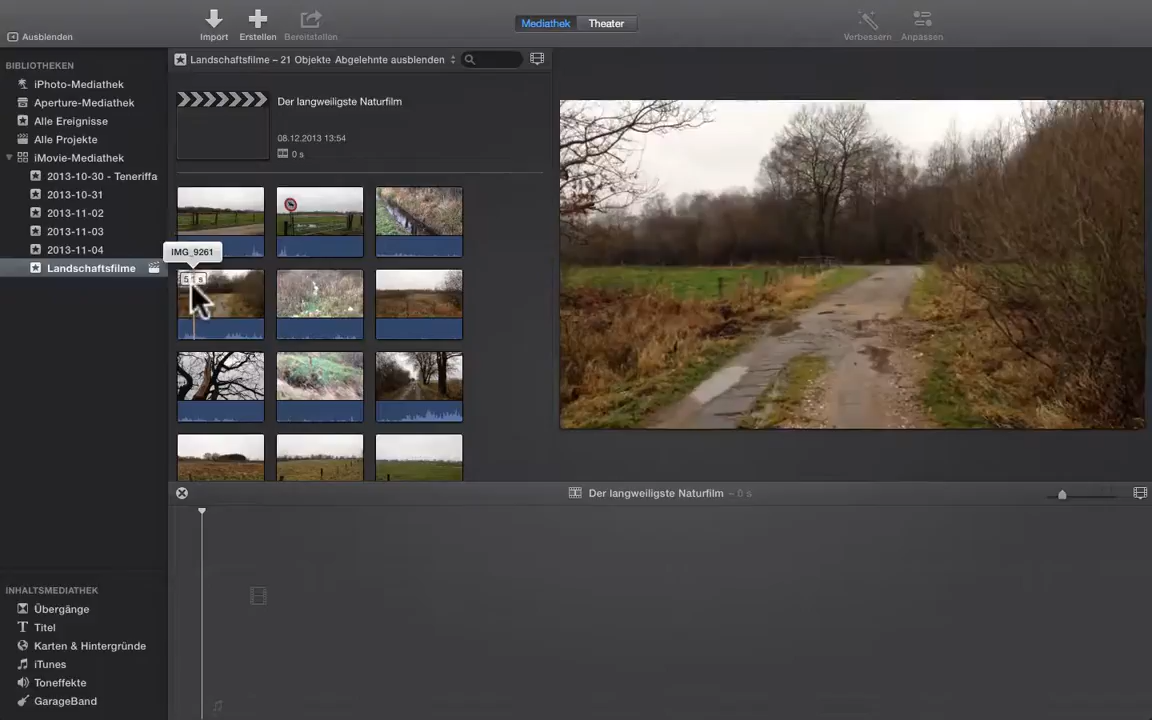 Ausblenden
Import
Erstellen
Bereitstellen
Mediathek
Theater
Verbessern
Anpassen
BIBLIOTHEKEN
iPhoto-Mediathek
Aperture-Mediathek
Alle Ereignisse
Alle Projekte
iMovie-Mediathek
2013-10-30 - Teneriffa
2013-10-31
2013-11-02
2013-11-03
2013-11-04
Landschaftsfilme
Landschaftsfilme – 21 Objekte Abgelehnte ausblenden
Der langweiligste Naturfilm
08.12.2013 13:54
0 s
IMG_9261
Der langweiligste Naturfilm – 0 s
INHALTSMEDIATHEK
Übergänge
Titel
Karten & Hintergründe
iTunes
Toneffekte
GarageBand